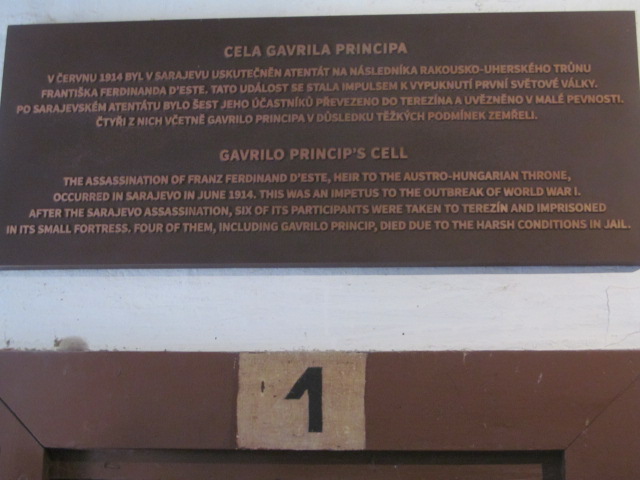 CELA GAVRILA PRINCIPA
V ČERVNU 1914 BYL V SARAJEVU USKUTEČNĚN ATENTÁT NA NÁSLEDNÍKA RAKOUSKO-UHERSKÉHO TRŮNU
FRANTIŠKA FERDINANDA D'ESTE. TATO UDÁLOST SE STALA IMPULSEM K VYPUKNUTÍ PRVNÍ SVĚTOVÉ VÁLKY.
PO SARAJEVSKÉM ATENTÁTU BYLO ŠEST JEHO ÚČASTNÍKŮ PŘEVEZENO DO TEREZÍNA A UVĚZNĚNO V MALÉ PEVNOSTI.
ČTYŘI Z NICH VČETNĚ GAVRILO PRINCIPA V DŮSLEDKU TĚŽKÝCH PODMÍNEK ZEMŘELI.
GAVRILO PRINCIP'S CELL
THE ASSASSINATION OF FRANZ FERDINAND D'ESTE, HEIR TO THE AUSTRO-HUNGARIAN THRONE,
OCCURRED IN SARAJEVO IN JUNE 1914. THIS WAS AN IMPETUS TO THE OUTBREAK OF WORLD WAR I.
AFTER THE SARAJEVO ASSASSINATION, SIX OF ITS PARTICIPANTS WERE TAKEN TO TEREZÍN AND IMPRISONED
IN ITS SMALL FORTRESS. FOUR OF THEM, INCLUDING GAVRILO PRINCIP, DIED DUE TO THE HARSH CONDITIONS IN JAIL.
1